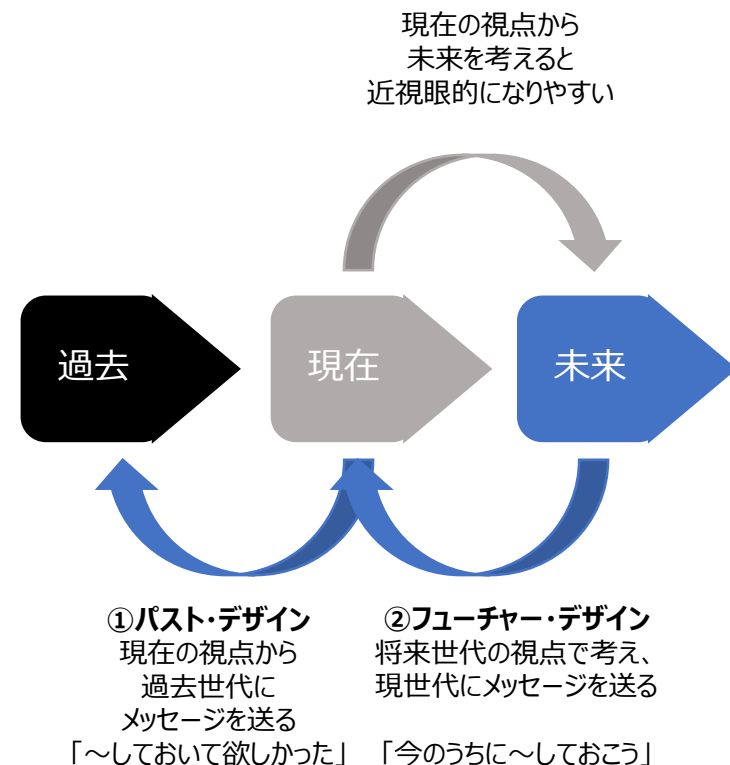 現在の視点から
未来を考えると
近視眼的になりやすい
過去
現在
未来
①パスト・デザイン
現在の視点から
過去世代に
メッセージを送る
「～しておいて欲しかった」
②フューチャー・デザイン
将来世代の視点で考え、
現世代にメッセージを送る
「今のうちに～しておこう」